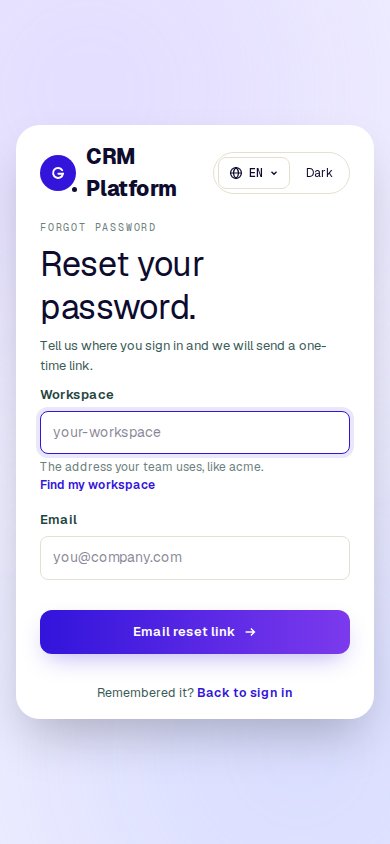 G
CRM
Platform
EN
Dark
FORGOT PASSWORD
Reset your
password.
Tell us where you sign in and we will send a one-
time link.
Workspace
your-workspace
The address your team uses, like acme.
Find my workspace
Email
you@company.com
Email reset link →
Remembered it? Back to sign in